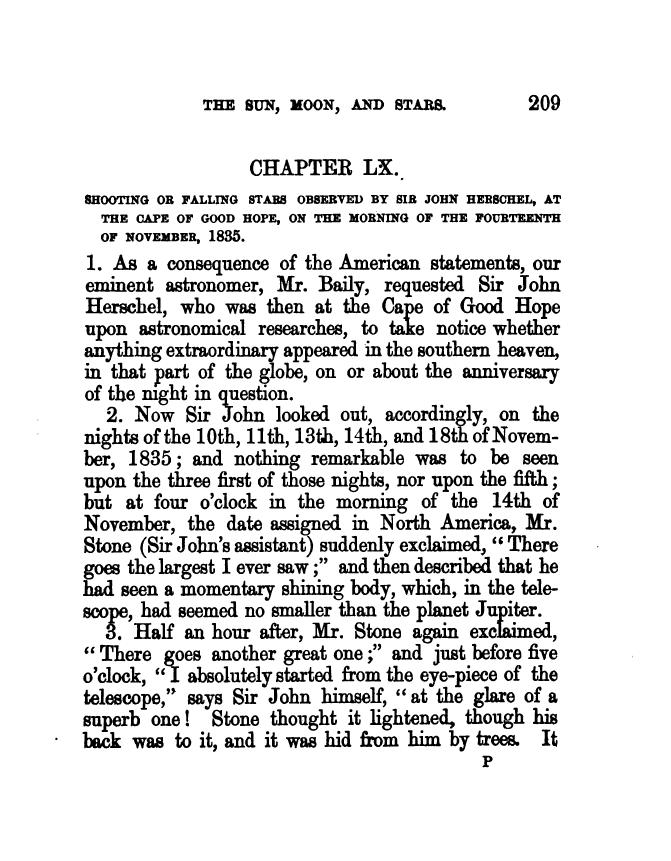 THE SUN, MOON, AND STARS. 209
CHAPTER LX.
SHOOTING OR FALLING STARS OBSERVED BY SIR JOHN HERSCHEL, AT
THE CAPE OF GOOD HOPE, ON THE MORNING OF THE FOURTEENTH
OF NOVEMBER, 1835.
1. As a consequence of the American statements, our
eminent astronomer, Mr. Baily, requested Sir John
Herschel, who was then at the Cape of Good Hope
upon astronomical researches, to take notice whether
anything extraordinary appeared in the southern heaven,
in that part of the globe, on or about the anniversary
of the night in question.
2. Now Sir John looked out, accordingly, on the
nights of the 10th, 11th, 13th, 14th, and 18th of Novem-
ber, 1835; and nothing remarkable was to be seen
upon the three first of those nights, nor upon the fifth;
but at four o'clock in the morning of the 14th of
November, the date assigned in North America, Mr.
Stone (Sir John's assistant) suddenly exclaimed, "There
goes the largest I ever saw;" and then described that he
had seen a momentary shining body, which, in the tele-
scope, had seemed no smaller than the planet Jupiter.
3. Half an hour after, Mr. Stone again exclaimed,
"There goes another great one;" and just before five
o'clock, "I absolutely started from the eye-piece of the
telescope," says Sir John himself, "at the glare of a
superb one! Stone thought it lightened, though his
back was to it, and it was hid from him by trees. It
P